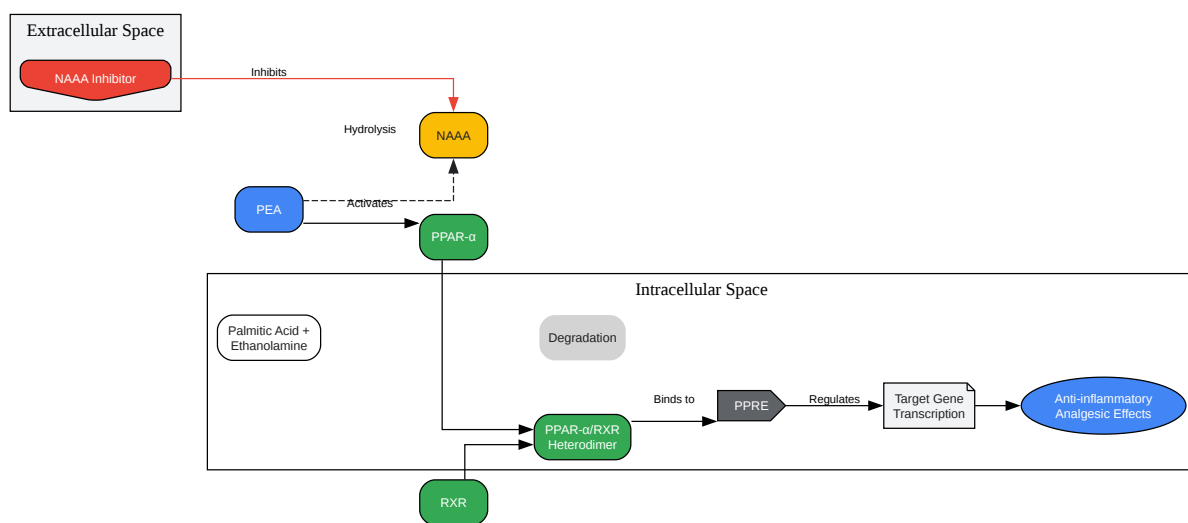 Extracellular Space
NAAA Inhibitor
Inhibits
Hydrolysis
NAAA
PEA
Activates
PPAR-α
Intracellular Space
Palmitic Acid +
Ethanolamine
Degradation
Binds to
PPRE
Regulates
Target Gene
Transcription
Anti-inflammatory
Analgesic Effects
PPAR-α/RXR
Heterodimer
RXR